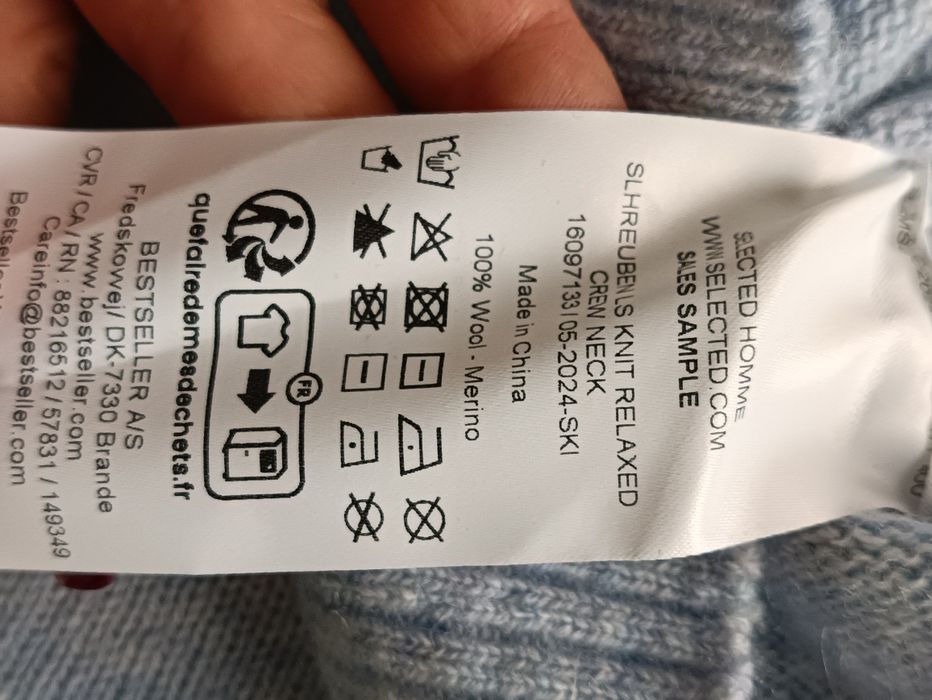 SELECTED HOMME
WWW.SELECTED.COM
SALES SAMPLE
SLHREUBEN LS KNIT RELAXED
CREW NECK
16097133 | 05-2024-SKI
Made in China
100% Wool - Merino
FR
quefairedemesdechets.fr
BESTSELLER A/S
Fredskovvej/ DK-7330 Brande
www.bestseller.com
CVR / CA / RN : 88216512 / 57831 / 149349
Careinfo@bestseller.com